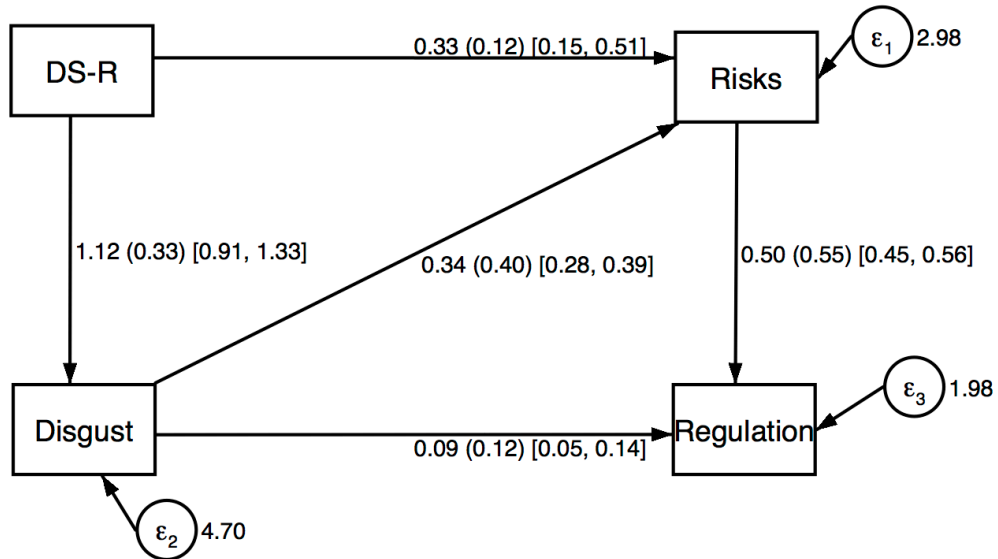 DS-R
0.33 (0.12) [0.15, 0.51]
Risks
ε1
2.98
1.12 (0.33) [0.91, 1.33]
0.34 (0.40) [0.28, 0.39]
0.50 (0.55) [0.45, 0.56]
Disgust
0.09 (0.12) [0.05, 0.14]
Regulation
ε3
1.98
ε2
4.70